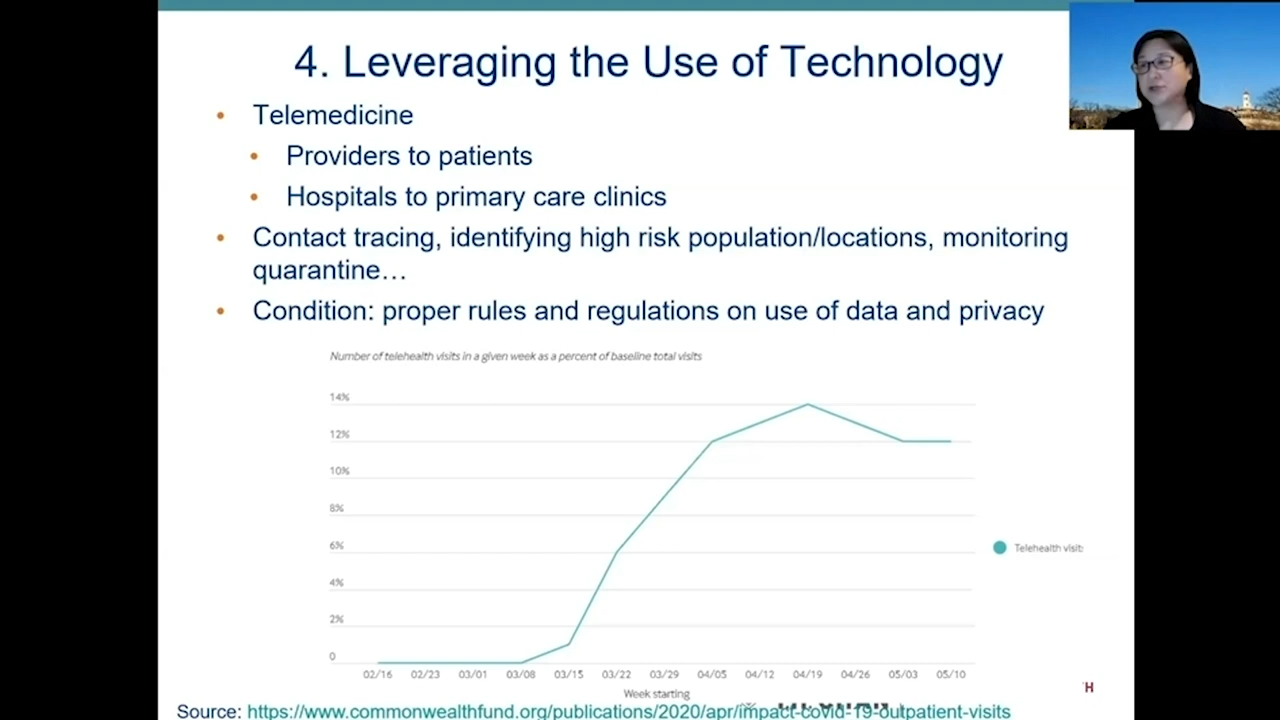 4. Leveraging the Use of Technology
• Telemedicine
• Providers to patients
• Hospitals to primary care clinics
• Contact tracing, identifying high risk population/locations, monitoring
quarantine…
• Condition: proper rules and regulations on use of data and privacy
Number of telehealth visits in a given week as a percent of baseline total visits
14%
12%
10%
8%
6%
4%
2%
0
Telehealth visit
02/16 02/23 03/01 03/08 03/15 03/22 03/29 04/05 04/12 04/19 04/26 05/03 05/10
Week starting
H
Source: https://www.commonwealthfund.org/publications/2020/apr/impact-covid-19-outpatient-visits